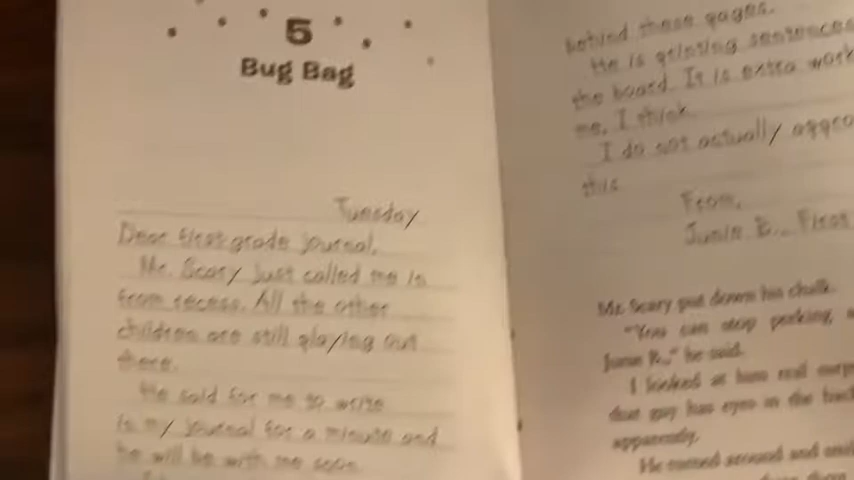 5
Bug Bag
Tuesday
Dear first-grade journal,
Mr. Scary just called me in
from recess. All the other
children are still playing out
there.
He said for me to write
in my journal for a minute and
he will be with me soon.
behind these pages.
He is printing sentences
the board. It is extra work
me, I think.
I do not actually
this
From,
Junie B., First
Mr. Scary put down his chalk.
"You can stop peeking,
Junie B.," he said.
I looked at him real
that guy has eyes in the
apparently.
He turned around and